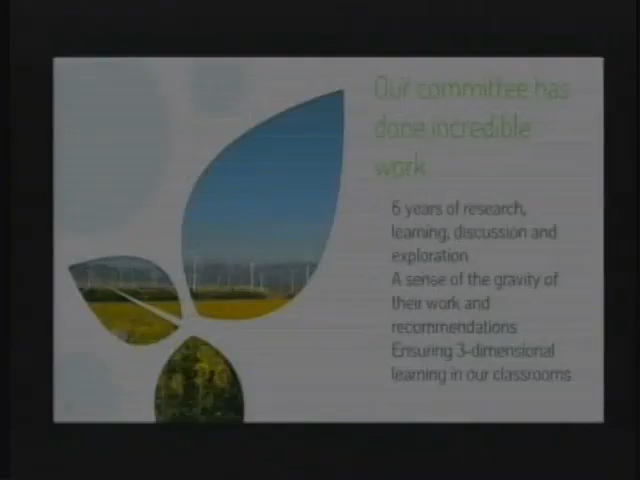 Our committee has
done incredible
work
6 years of research,
learning, discussion and
exploration
A sense of the gravity of
their work and
recommendations
Ensuring 3-dimensional
learning in our classrooms